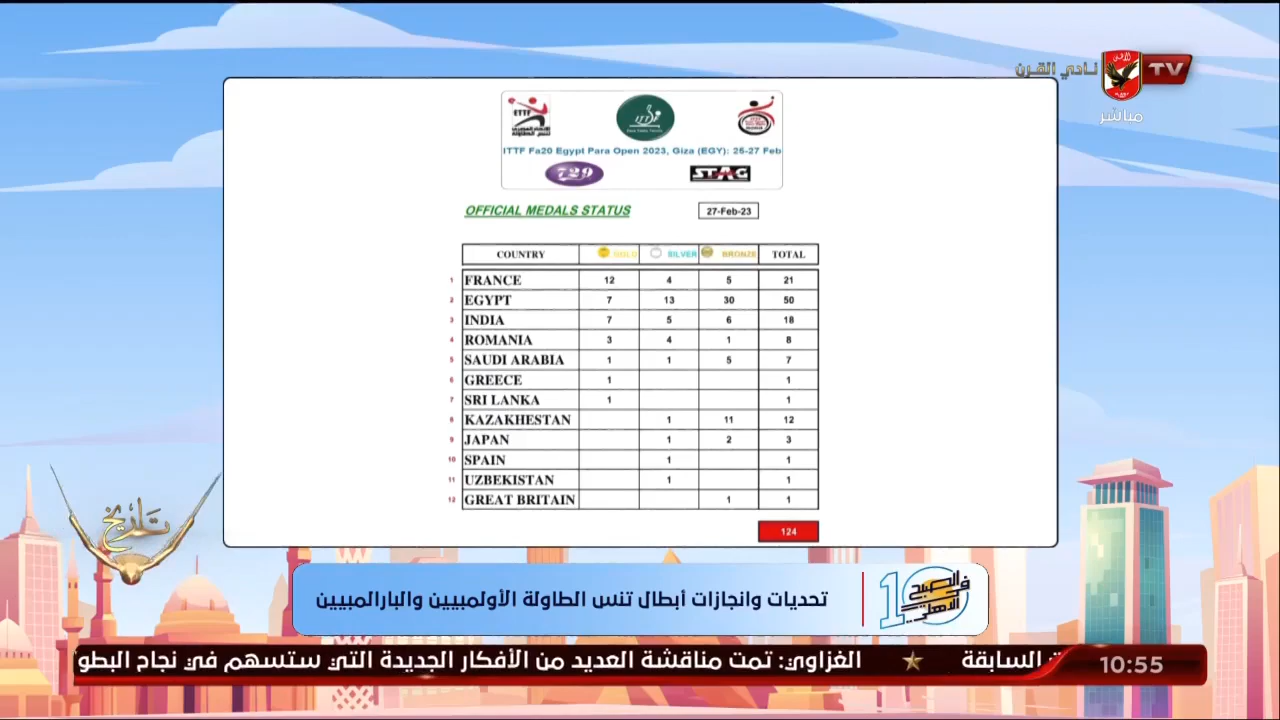 نادي القرن
TV
مباشر
ITTF
729
STAG
ITTF Fa20 Egypt Para Open 2023, Giza (EGY): 25-27 Feb
OFFICIAL MEDALS STATUS 27-Feb-23
COUNTRY GOLD SILVER BRONZE TOTAL
1 FRANCE 12 4 5 21
2 EGYPT 7 13 30 50
3 INDIA 7 5 6 18
4 ROMANIA 3 4 1 8
5 SAUDI ARABIA 1 1 5 7
6 GREECE 1 1
7 SRI LANKA 1 1
8 KAZAKHESTAN 1 11 12
9 JAPAN 1 2 3
10 SPAIN 1 1
11 UZBEKISTAN 1 1
12 GREAT BRITAIN 1 1
124
تاريخ
10 في الصبح الأهلي
تحديات وانجازات أبطال تنس الطاولة الأولمبيين والبارالمبيين
ت السابقة ★ الغزاوي: تمت مناقشة العديد من الأفكار الجديدة التي ستسهم في نجاح البطو
10:55